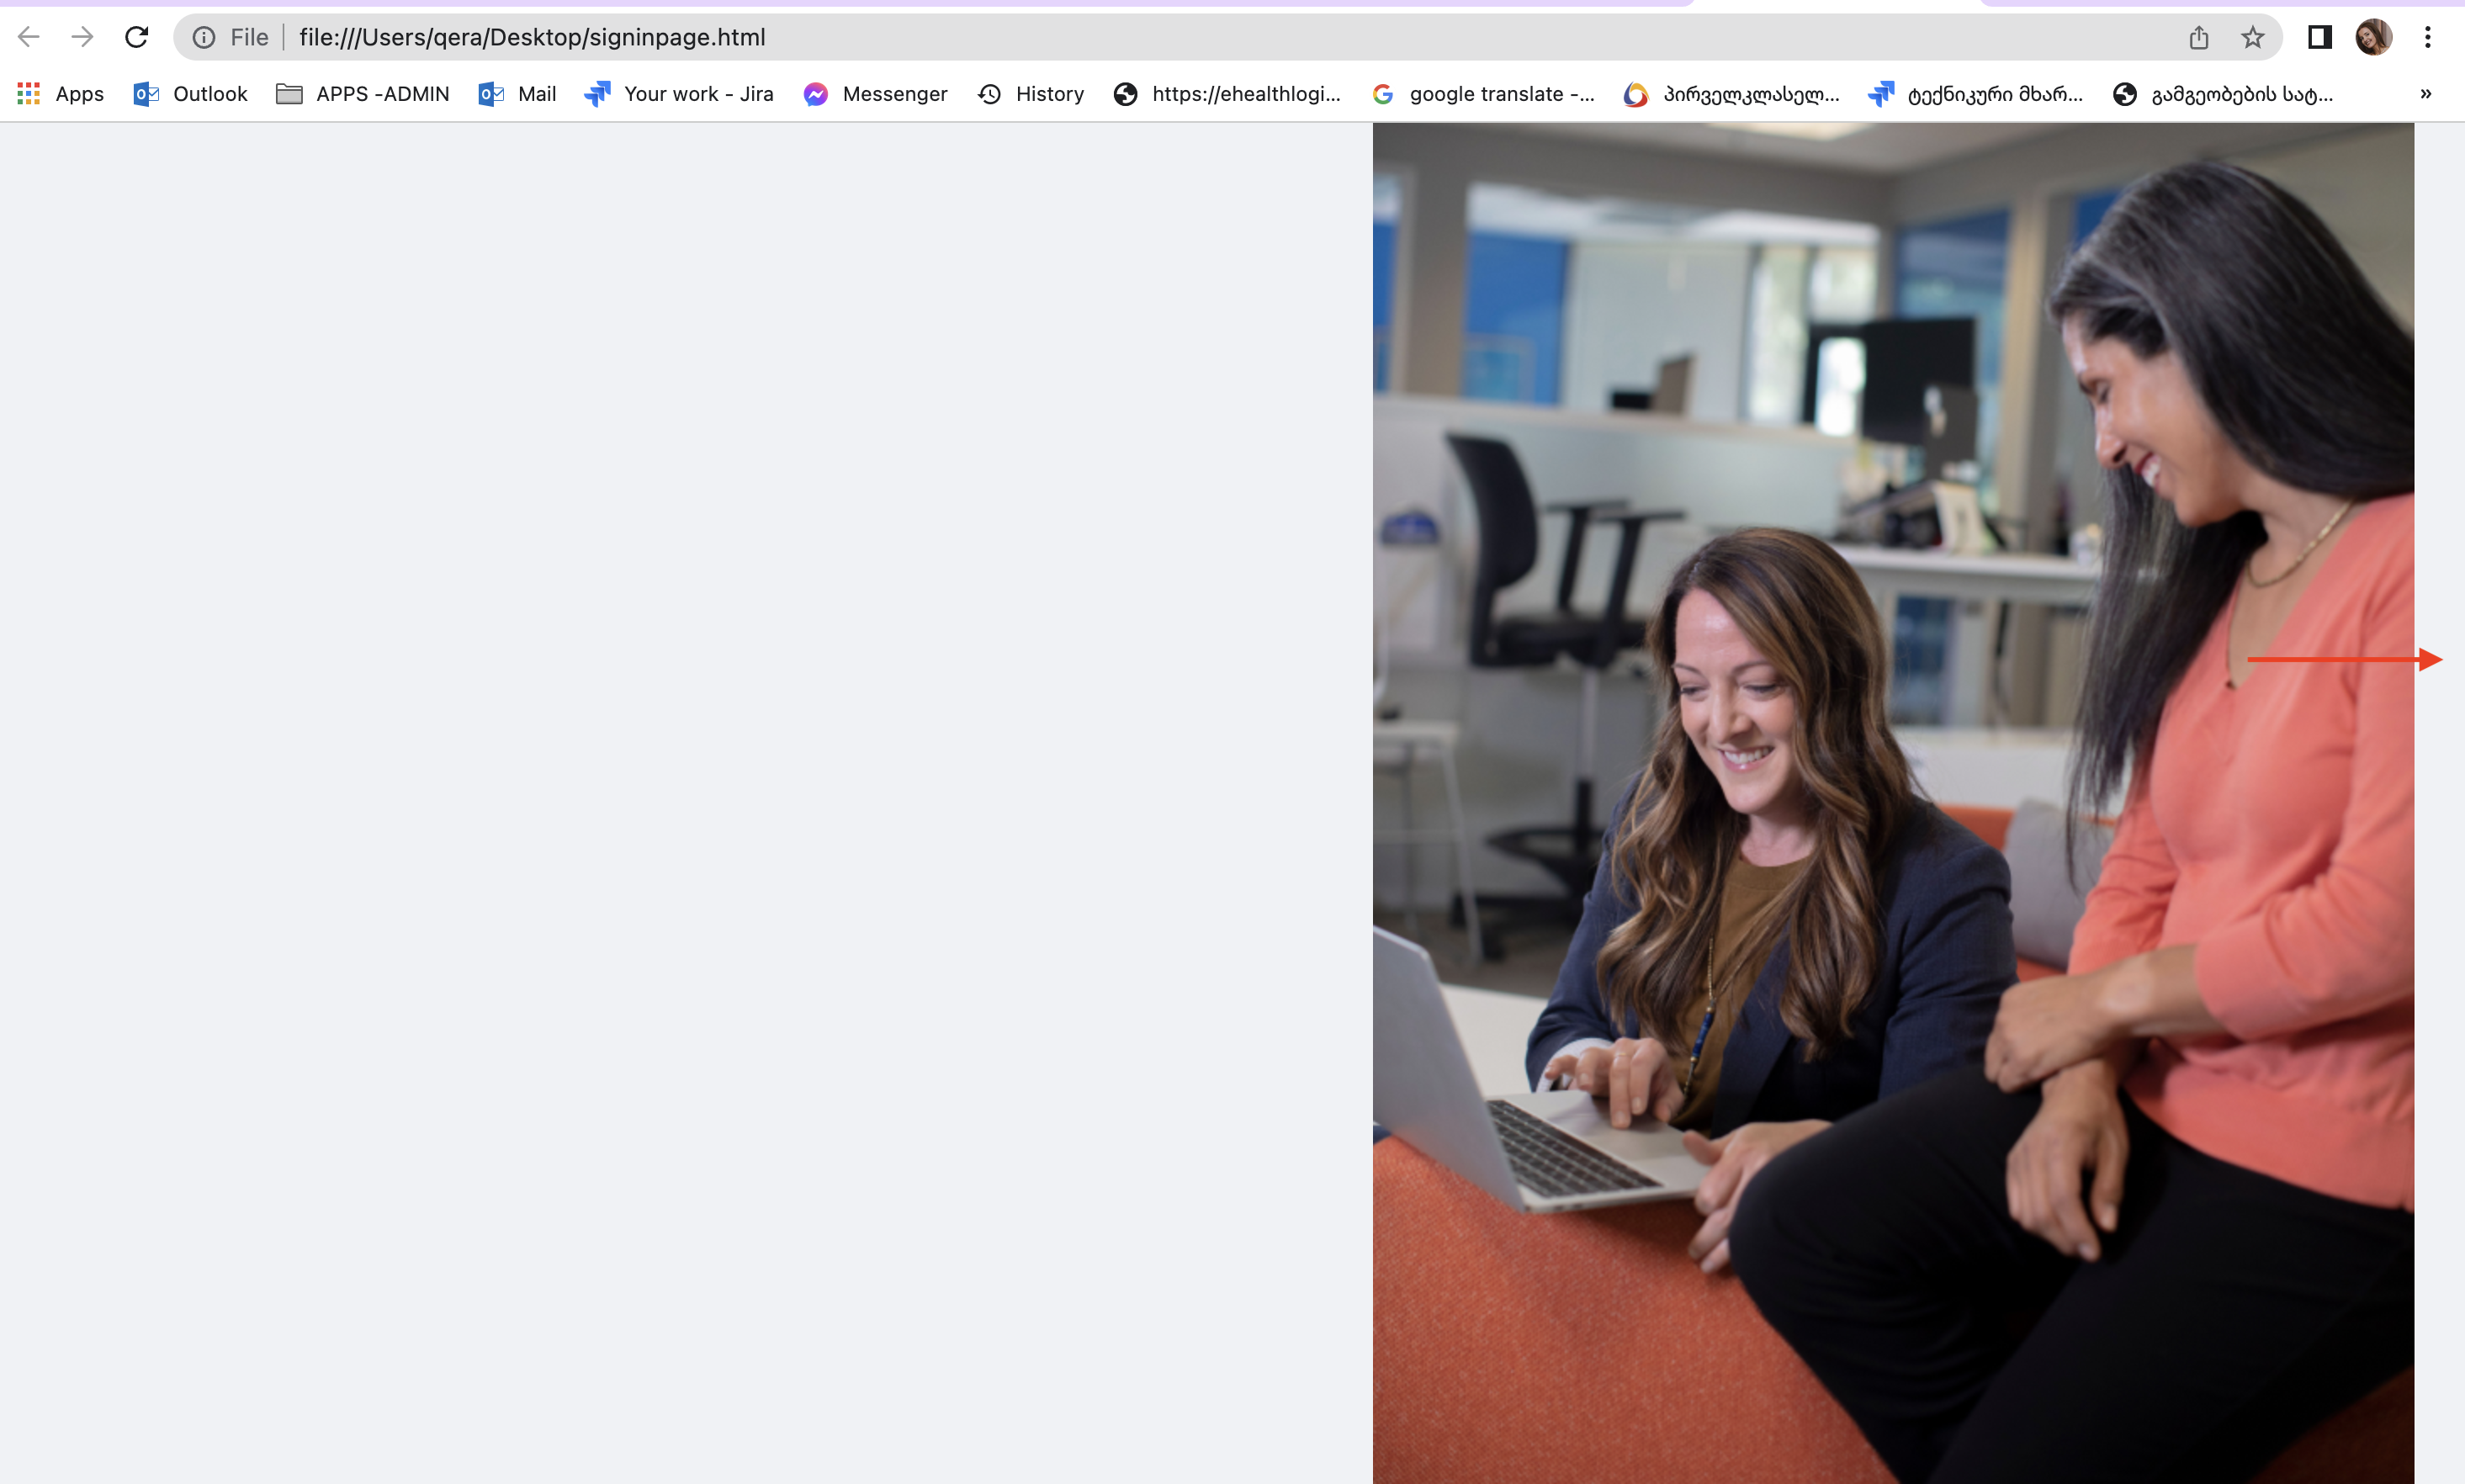 File file:///Users/qera/Desktop/signinpage.html
Apps Outlook APPS -ADMIN Mail Your work - Jira Messenger History https://ehealthlogi... google translate -... პირველკლასელ... ტექნიკური მხარ... გამგეობების სატ... »